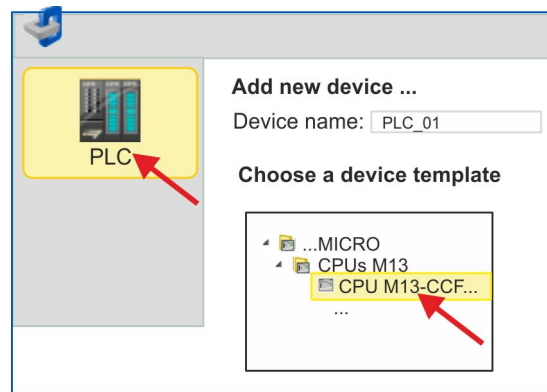 Add new device ...
Device name: PLC_01
PLC
Choose a device template
...MICRO
CPUs M13
CPU M13-CCF...
...